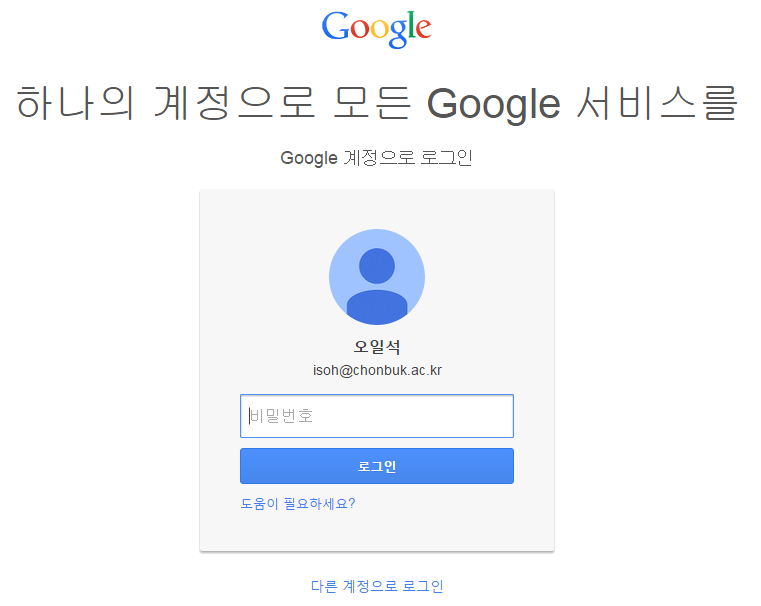 Google
하나의 계정으로 모든 Google 서비스를
Google 계정으로 로그인
오일석
isoh@chonbuk.ac.kr
비밀번호
로그인
도움이 필요하세요?
다른 계정으로 로그인